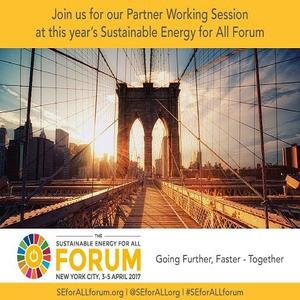 Join us for our Partner Working Session
at this year's Sustainable Energy for All Forum
THE
SUSTAINABLE ENERGY FOR ALL
FORUM
NEW YORK CITY, 3-5 APRIL 2017
Going Further, Faster - Together
SEforALLforum.org | @SEforALLorg | #SEforALLforum